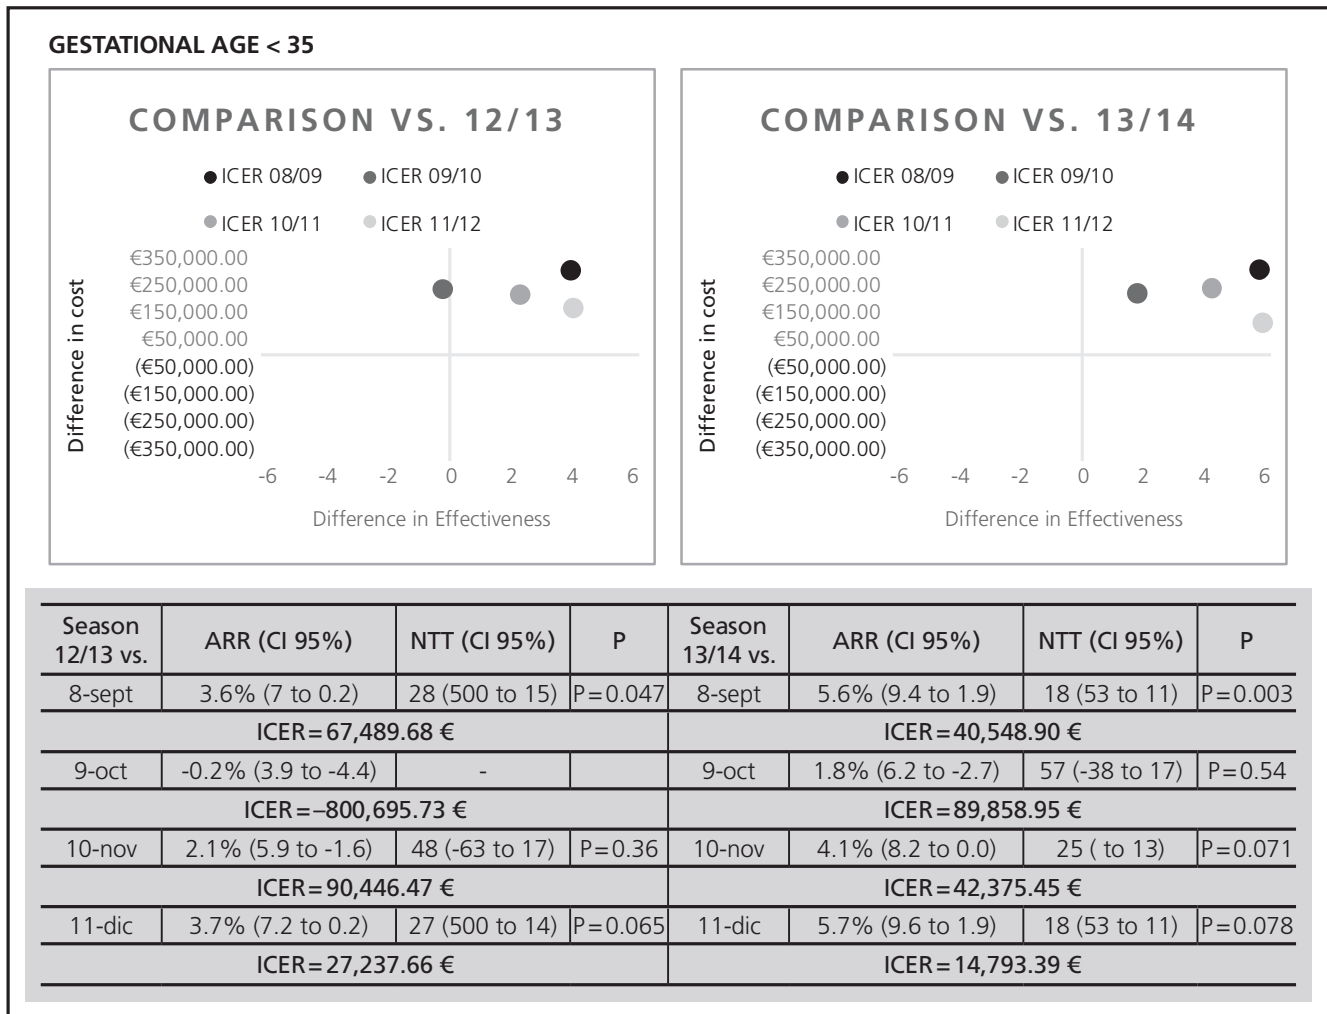 GESTATIONAL AGE < 35
COMPARISON VS. 12/13
ICER 08/09 ICER 09/10
ICER 10/11 ICER 11/12
Difference in cost
€350,000.00
€250,000.00
€150,000.00
€50,000.00
(€50,000.00)
(€150,000.00)
(€250,000.00)
(€350,000.00)
-6 -4 -2 0 2 4 6
Difference in Effectiveness
COMPARISON VS. 13/14
ICER 08/09 ICER 09/10
ICER 10/11 ICER 11/12
Difference in cost
€350,000.00
€250,000.00
€150,000.00
€50,000.00
(€50,000.00)
(€150,000.00)
(€250,000.00)
(€350,000.00)
-6 -4 -2 0 2 4 6
Difference in Effectiveness
Season 12/13 vs. ARR (CI 95%) NTT (CI 95%) P Season 13/14 vs. ARR (CI 95%) NTT (CI 95%) P
8-sept 3.6% (7 to 0.2) 28 (500 to 15) P=0.047 8-sept 5.6% (9.4 to 1.9) 18 (53 to 11) P=0.003
ICER=67,489.68 € ICER=40,548.90 €
9-oct -0.2% (3.9 to -4.4) - 9-oct 1.8% (6.2 to -2.7) 57 (-38 to 17) P=0.54
ICER=–800,695.73 € ICER=89,858.95 €
10-nov 2.1% (5.9 to -1.6) 48 (-63 to 17) P=0.36 10-nov 4.1% (8.2 to 0.0) 25 ( to 13) P=0.071
ICER=90,446.47 € ICER=42,375.45 €
11-dic 3.7% (7.2 to 0.2) 27 (500 to 14) P=0.065 11-dic 5.7% (9.6 to 1.9) 18 (53 to 11) P=0.078
ICER=27,237.66 € ICER=14,793.39 €